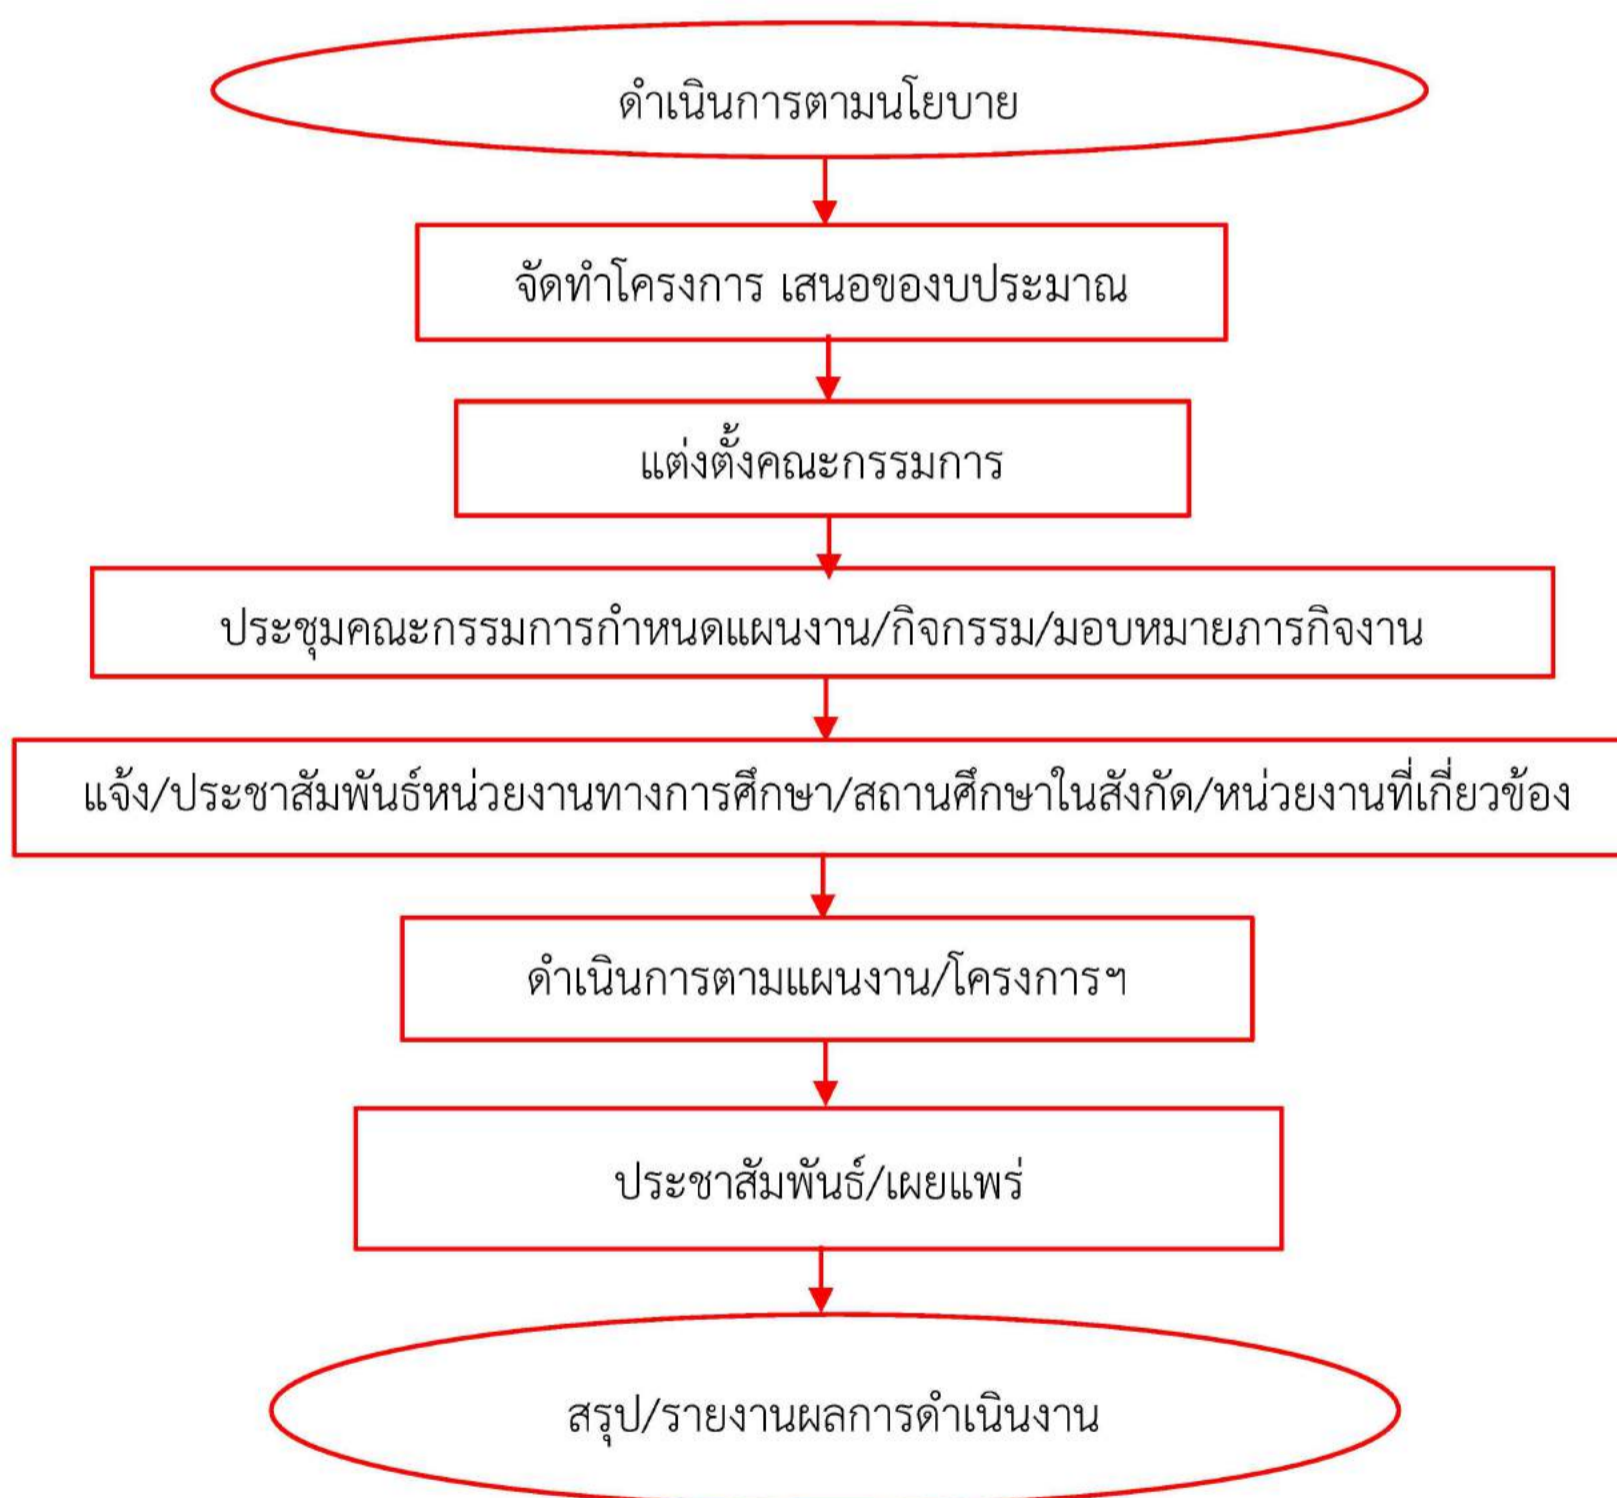 ดำเนินการตามนโยบาย
จัดทำโครงการ เสนอของบประมาณ
แต่งตั้งคณะกรรมการ
ประชุมคณะกรรมการกำหนดแผนงาน/กิจกรรม/มอบหมายภารกิจงาน
แจ้ง/ประชาสัมพันธ์หน่วยงานทางการศึกษา/สถานศึกษาในสังกัด/หน่วยงานที่เกี่ยวข้อง
ดำเนินการตามแผนงาน/โครงการฯ
ประชาสัมพันธ์/เผยแพร่
สรุป/รายงานผลการดำเนินงาน